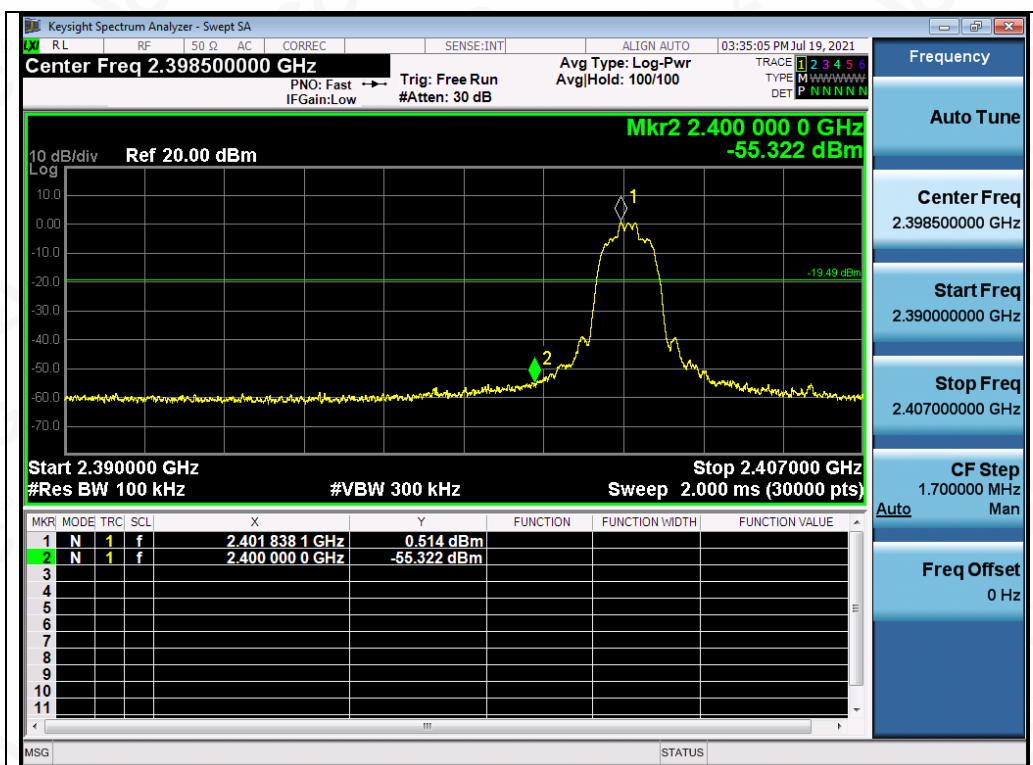 Keysight Spectrum Analyzer - Swept SA
LXI RL RF 50 Ω AC CORREC SENSE:INT ALIGN AUTO 03:35:05 PM Jul 19, 2021
Center Freq 2.398500000 GHz
PNO: Fast
IFGain:Low
Trig: Free Run
#Atten: 30 dB
Avg Type: Log-Pwr
Avg|Hold: 100/100
TRACE 1 2 3 4 5 6
TYPE M WWWWW
DET P N N N N N
Mkr2 2.400 000 0 GHz
-55.322 dBm
10 dB/div Ref 20.00 dBm
Log
10.0
0.00
-10.0
-20.0
-30.0
-40.0
-50.0
-60.0
-70.0
1
-19.49 dBm
2
Start 2.390000 GHz Stop 2.407000 GHz
#Res BW 100 kHz #VBW 300 kHz Sweep 2.000 ms (30000 pts)
MKR MODE TRC SCL X Y FUNCTION FUNCTION WIDTH FUNCTION VALUE
1 N 1 f 2.401 838 1 GHz 0.514 dBm
2 N 1 f 2.400 000 0 GHz -55.322 dBm
3
4
5
6
7
8
9
10
11
MSG STATUS
Frequency
Auto Tune
Center Freq
2.398500000 GHz
Start Freq
2.390000000 GHz
Stop Freq
2.407000000 GHz
CF Step
1.700000 MHz
Auto Man
Freq Offset
0 Hz